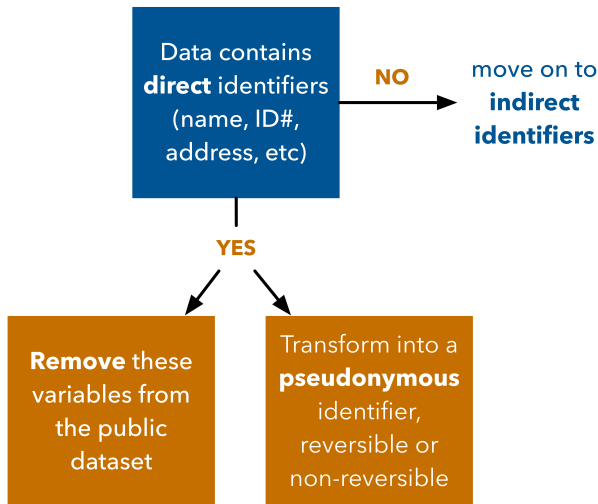 Data contains
direct identifiers
(name, ID#,
address, etc)
NO
move on to
indirect
identifiers
YES
Remove these
variables from
the public
dataset
Transform into a
pseudonymous
identifier,
reversible or
non-reversible